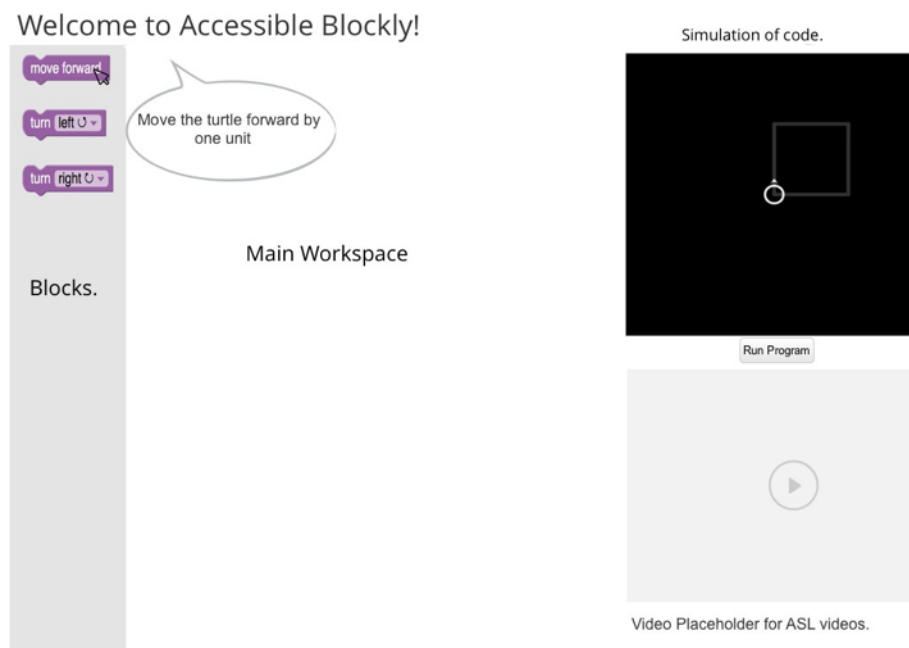 Welcome to Accessible Blockly!
move forward
turn left ↺
turn right ↻
Blocks.
Move the turtle forward by
one unit
Main Workspace
Simulation of code.
Run Program
Video Placeholder for ASL videos.